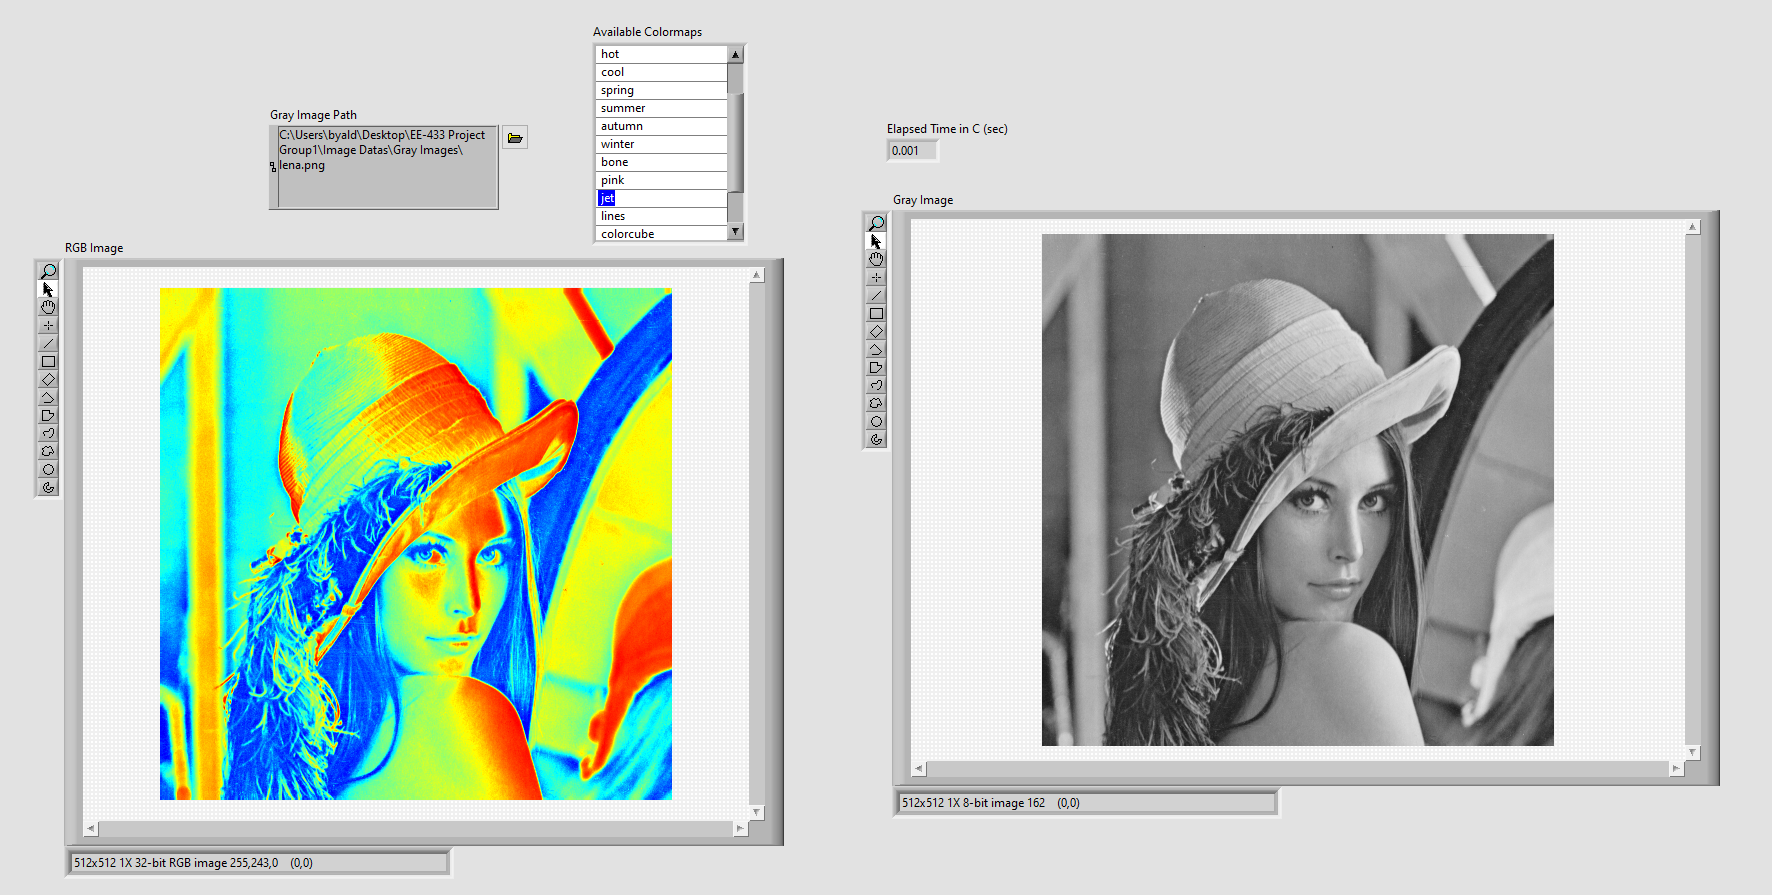 Available Colormaps
hot
cool
spring
summer
autumn
winter
bone
pink
jet
lines
colorcube
Gray Image Path
C:\Users\byald\Desktop\EE-433 Project
Group1\Image Datas\Gray Images\
lena.png
Elapsed Time in C (sec)
0.001
Gray Image
RGB Image
512x512 1X 8-bit image 162    (0,0)
512x512 1X 32-bit RGB image 255,243,0    (0,0)